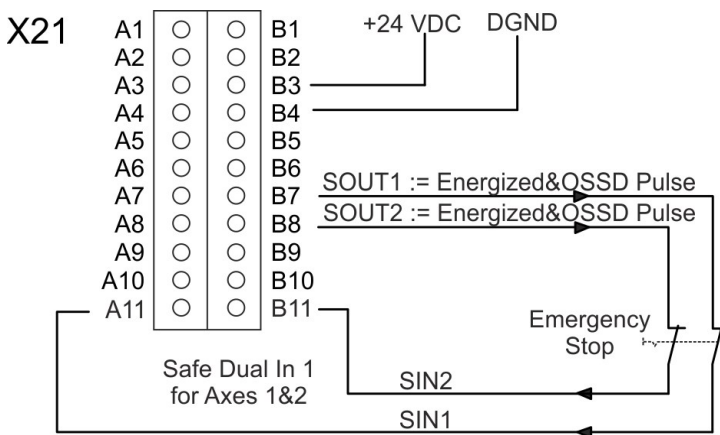 X21
+24 VDC DGND
A1 B1
A2 B2
A3 B3
A4 B4
A5 B5
A6 B6
A7 B7
SOUT1 := Energized&OSSD Pulse
A8 B8
SOUT2 := Energized&OSSD Pulse
A9 B9
A10 B10
A11 B11
Emergency
Stop
Safe Dual In 1
for Axes 1&2
SIN2
SIN1